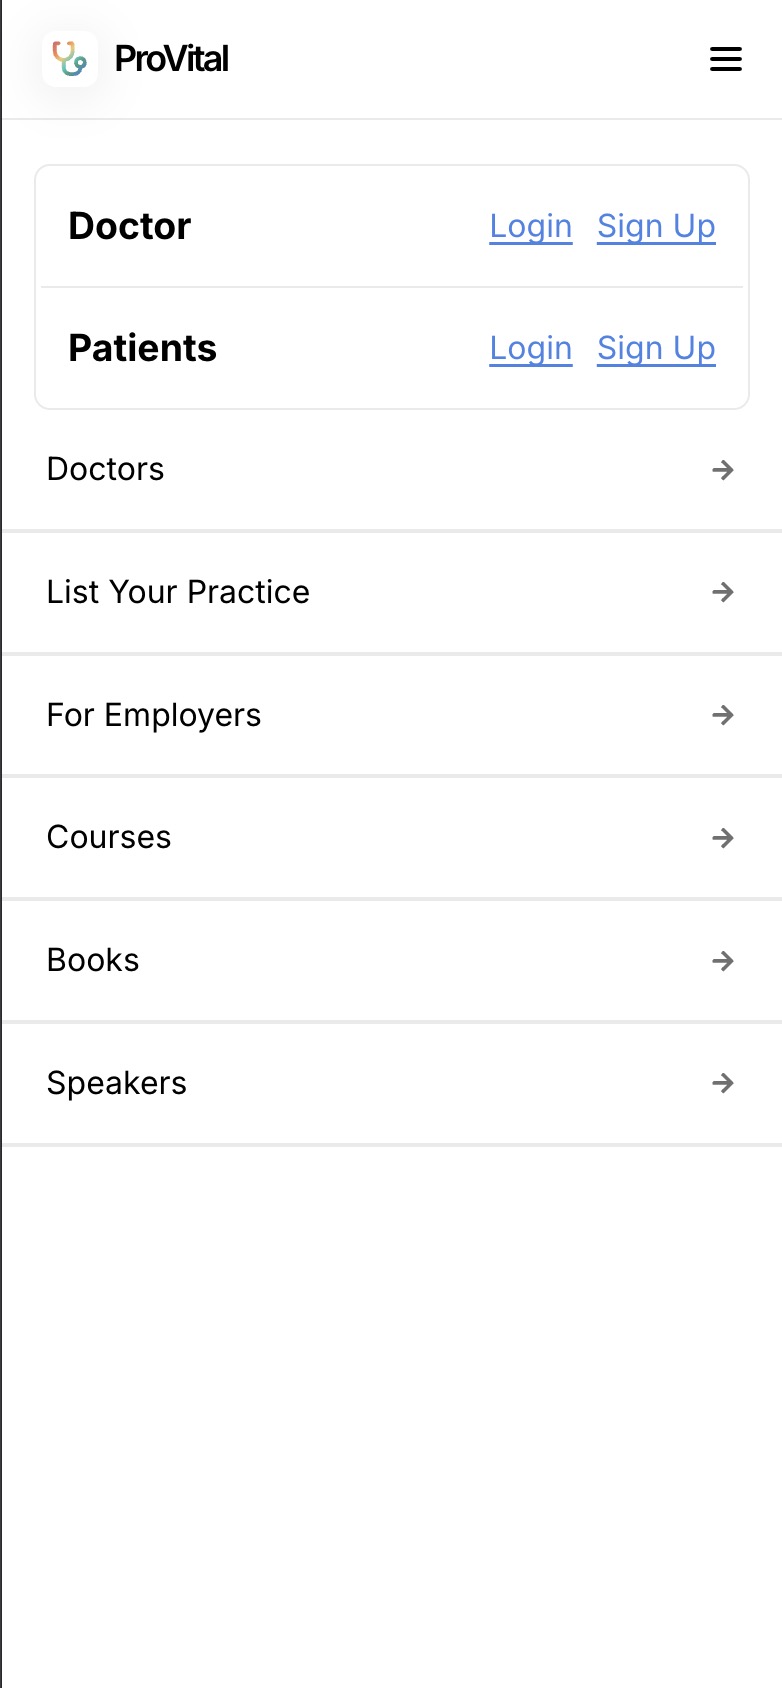 ProVital
Doctor Login Sign Up
Patients Login Sign Up
Doctors
List Your Practice
For Employers
Courses
Books
Speakers